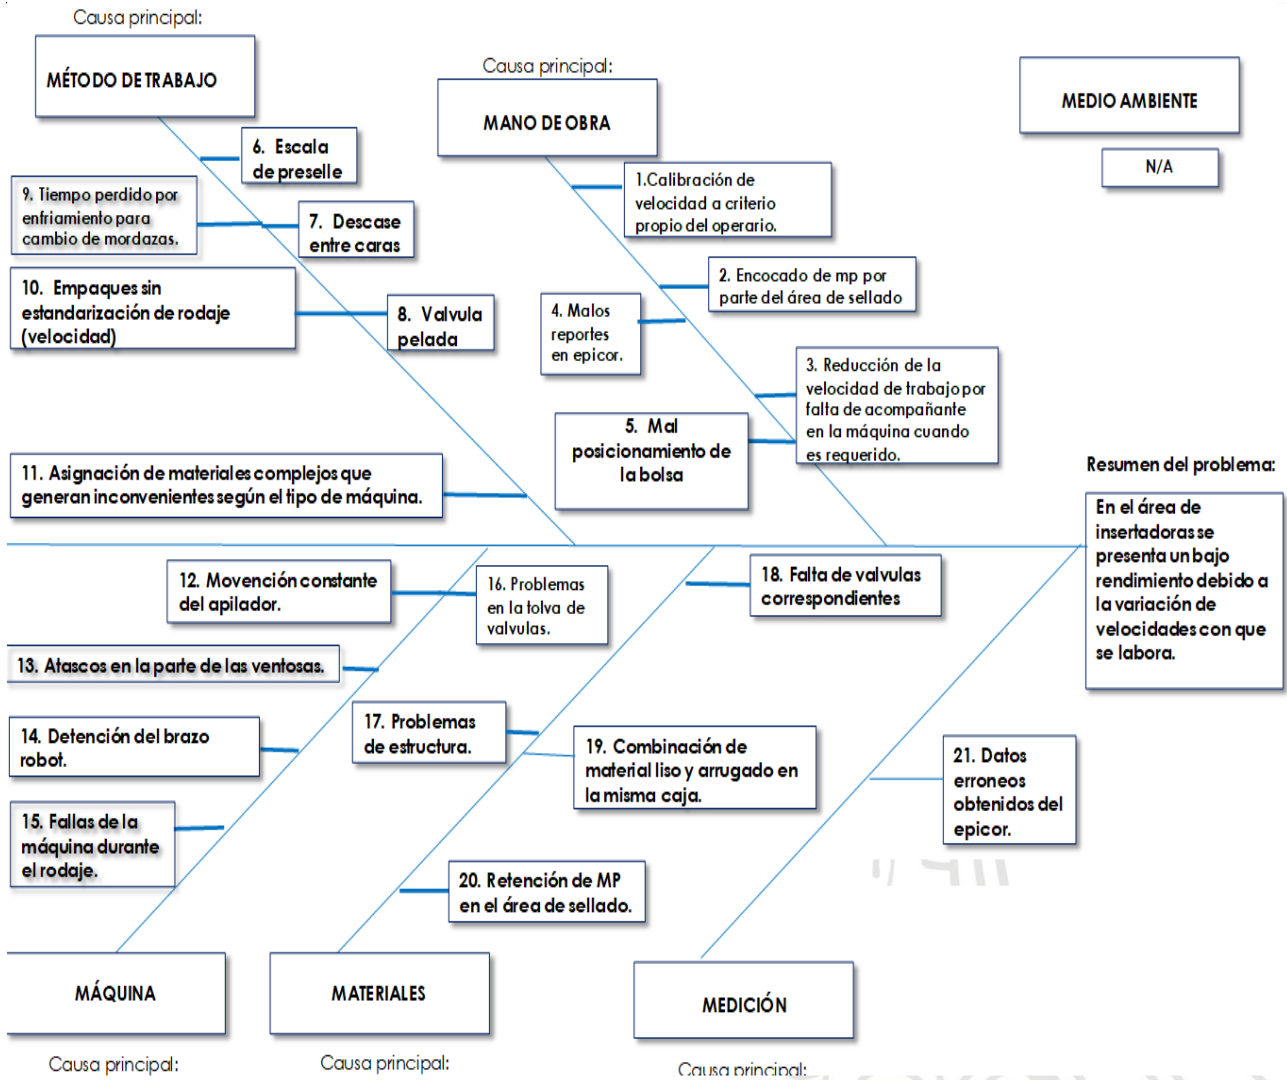 Causa principal:
MÉTODO DE TRABAJO
Causa principal:
MANO DE OBRA
MEDIO AMBIENTE
N/A
6. Escala
de preselle
9. Tiempo perdido por
enfriamiento para
cambio de mordazas.
7. Descase
entre caras
10. Empaques sin
estandarización de rodaje
(velocidad)
8. Valvula
pelada
11. Asignación de materiales complejos que
generan inconvenientes según el tipo de máquina.
1.Calibración de
velocidad a criterio
propio del operario.
2. Encocado de mp por
parte del área de sellado
4. Malos
reportes
en epicor.
3. Reducción de la
velocidad de trabajo por
falta de acompañante
en la máquina cuando
es requerido.
5. Mal
posicionamiento de
la bolsa
Resumen del problema:
En el área de
insertadoras se
presenta un bajo
rendimiento debido a
la variación de
velocidades con que
se labora.
12. Movención constante
del apilador.
16. Problemas
en la tolva de
valvulas.
18. Falta de valvulas
correspondientes
13. Atascos en la parte de las ventosas.
14. Detención del brazo
robot.
17. Problemas
de estructura.
19. Combinación de
material liso y arrugado en
la misma caja.
21. Datos
erroneos
obtenidos del
epicor.
15. Fallas de la
máquina durante
el rodaje.
20. Retención de MP
en el área de sellado.
MÁQUINA
MATERIALES
MEDICIÓN
Causa principal:
Causa principal:
Causa principal: